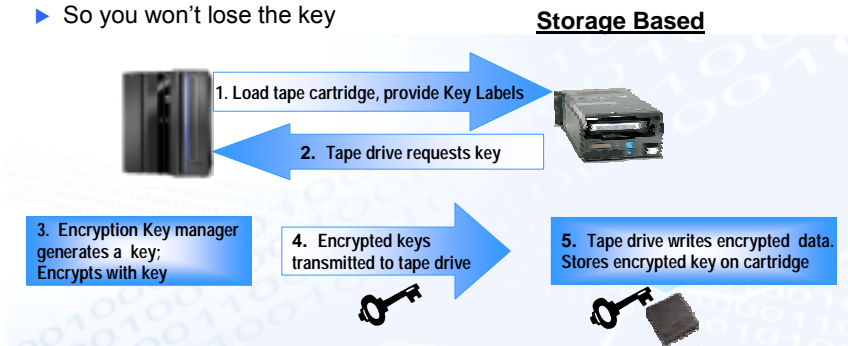 So you won't lose the key
Storage Based
1. Load tape cartridge, provide Key Labels
2. Tape drive requests key
3. Encryption Key manager
generates a key;
Encrypts with key
4. Encrypted keys
transmitted to tape drive
5. Tape drive writes encrypted data.
Stores encrypted key on cartridge